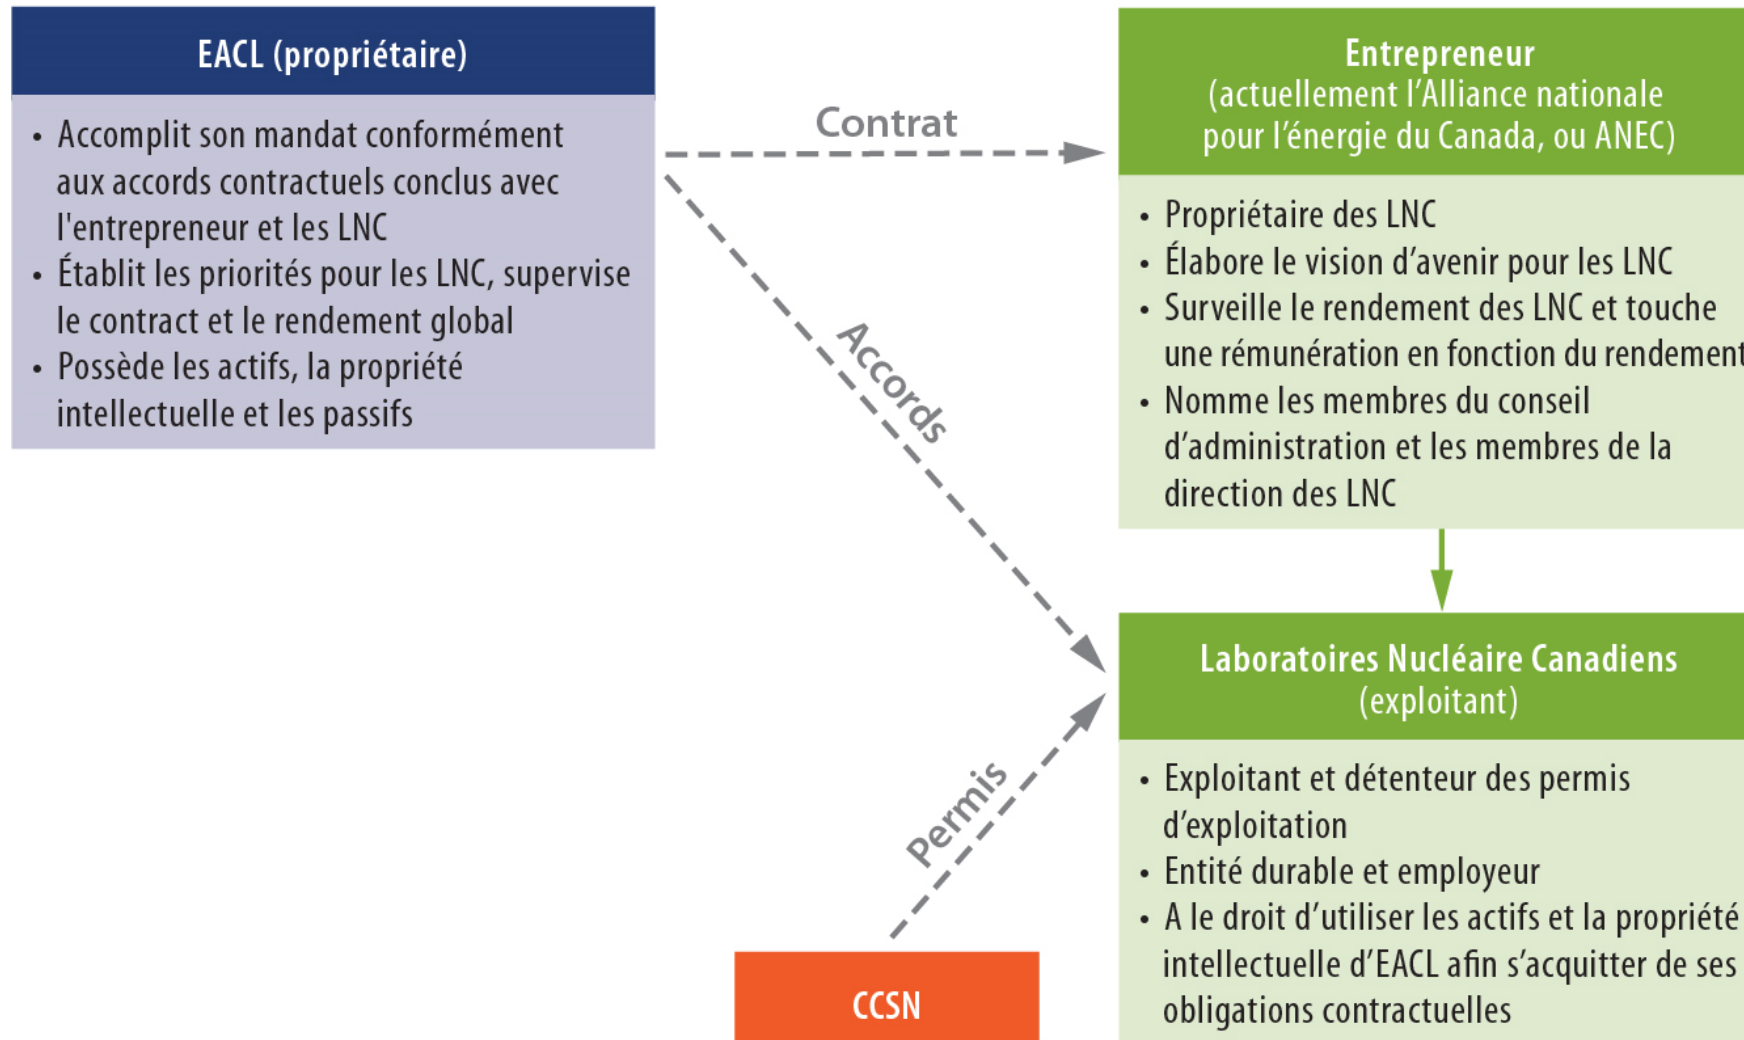 EACL (propriétaire)
• Accomplit son mandat conformément
aux accords contractuels conclus avec
l'entrepreneur et les LNC
• Établit les priorités pour les LNC, supervise
le contract et le rendement global
• Possède les actifs, la propriété
intellectuelle et les passifs
Contrat
Accords
Permis
CCSN
Entrepreneur
(actuellement l’Alliance nationale
pour l’énergie du Canada, ou ANEC)
• Propriétaire des LNC
• Élabore le vision d’avenir pour les LNC
• Surveille le rendement des LNC et touche
une rémunération en fonction du rendement
• Nomme les membres du conseil
d’administration et les membres de la
direction des LNC
Laboratoires Nucléaire Canadiens
(exploitant)
• Exploitant et détenteur des permis
d’exploitation
• Entité durable et employeur
• A le droit d’utiliser les actifs et la propriété
intellectuelle d’EACL afin s’acquitter de ses
obligations contractuelles